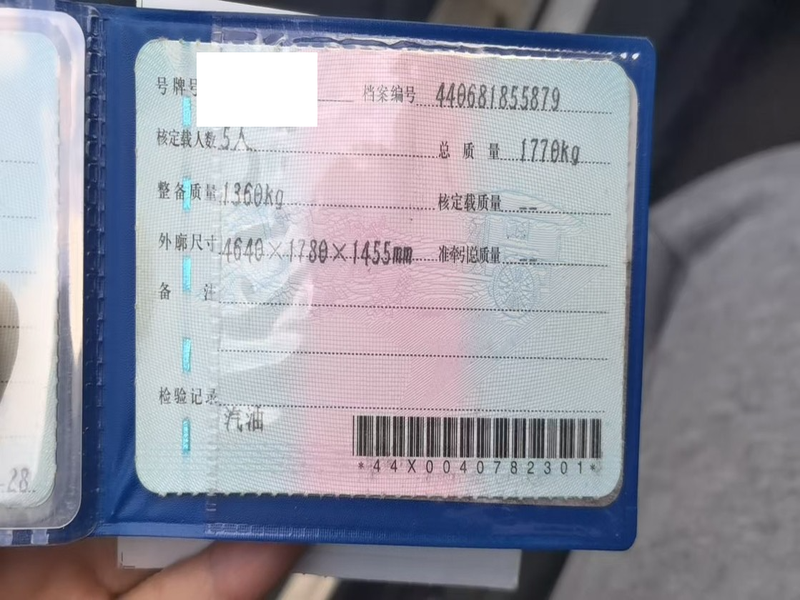 号牌号 档案编号 440681855879
核定载人数 5人 总质量 1770kg
整备质量 1360kg 核定载质量 --
外廓尺寸 4640×1780×1455mm 准牵引总质量 --
备注
检验记录
汽油
*44X0040782301*
-28